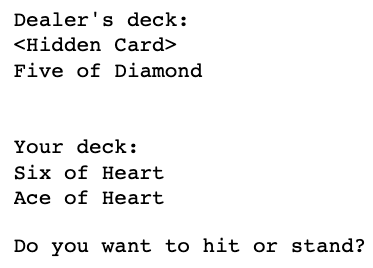 Dealer's deck:
<Hidden Card>
Five of Diamond
Your deck:
Six of Heart
Ace of Heart
Do you want to hit or stand?